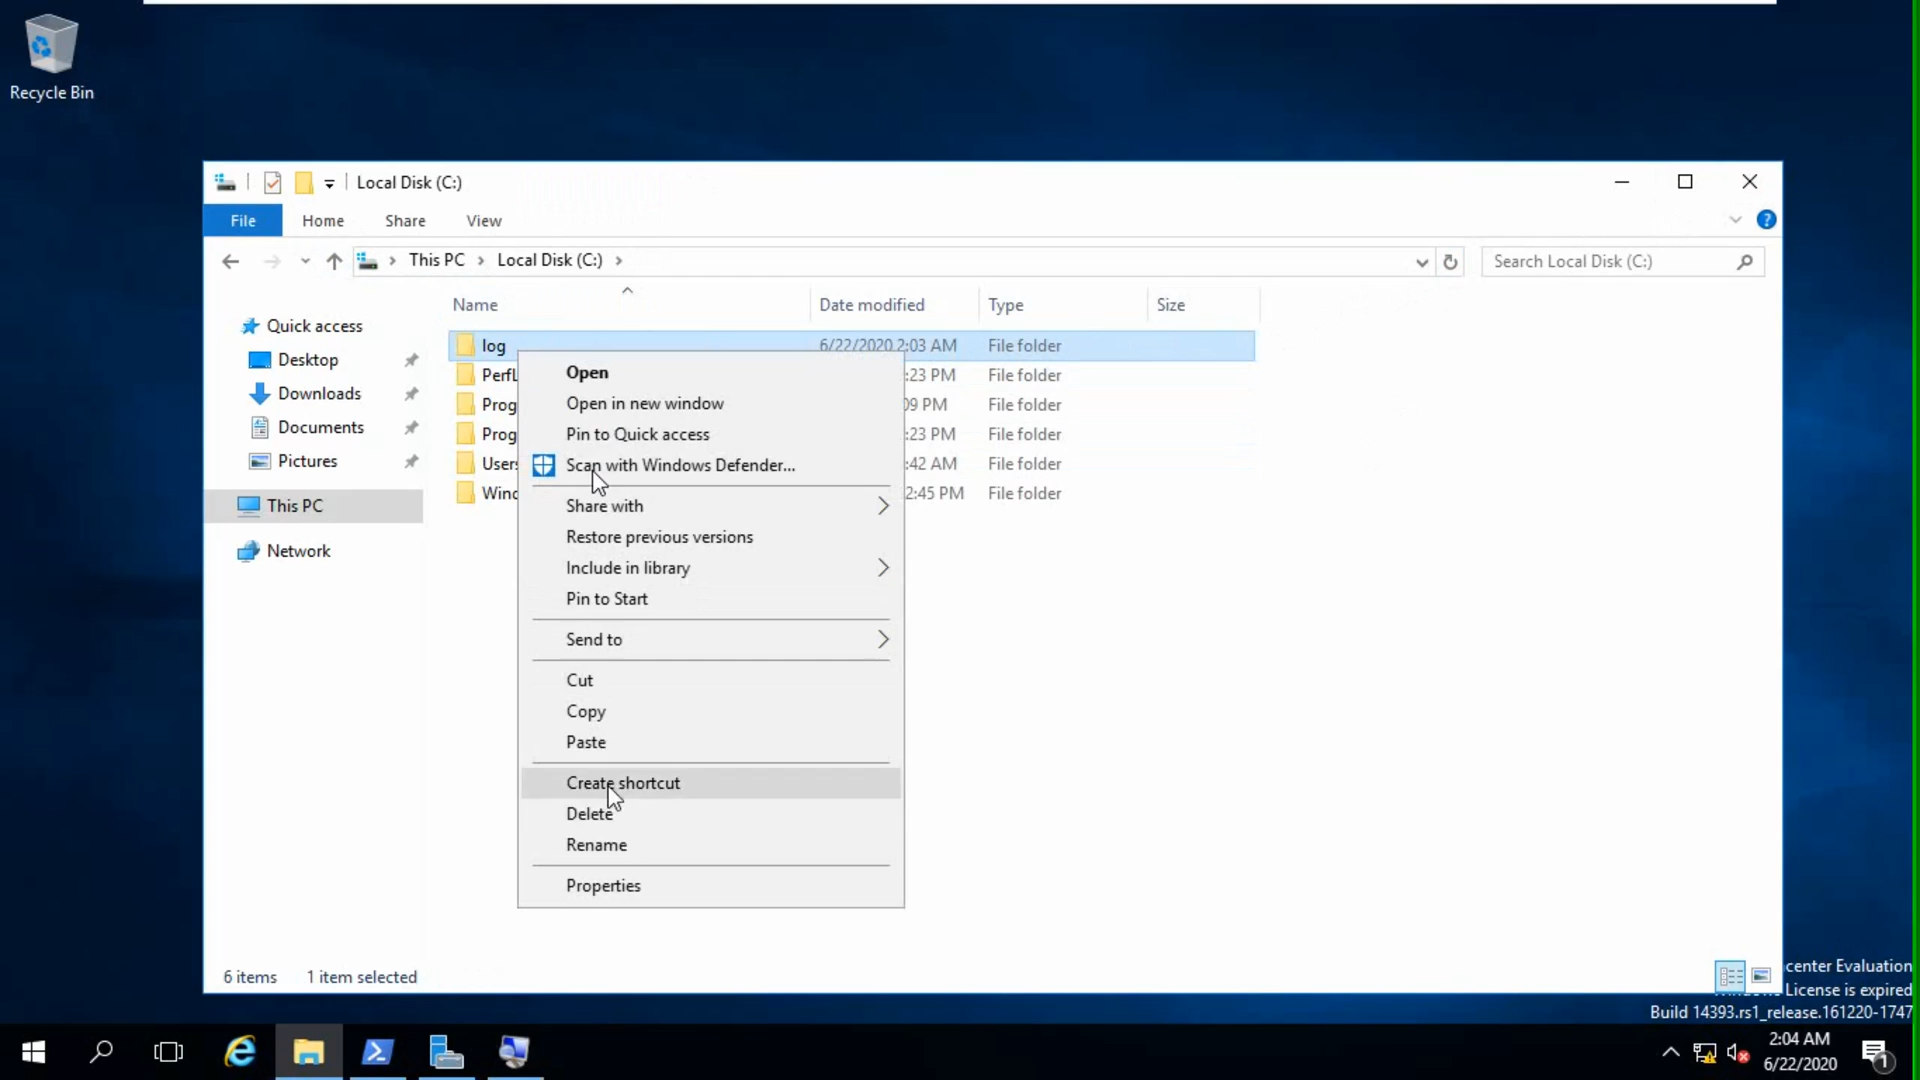 Recycle Bin
Local Disk (C:)
File Home Share View
This PC Local Disk (C:)
Search Local Disk (C:)
Name Date modified Type Size
Quick access
Desktop
Downloads
Documents
Pictures
This PC
Network
log 6/22/2020 2:03 AM File folder
PerfL :23 PM File folder
Prog 09 PM File folder
Prog :23 PM File folder
Users :42 AM File folder
Winc 2:45 PM File folder
Open
Open in new window
Pin to Quick access
Scan with Windows Defender...
Share with
Restore previous versions
Include in library
Pin to Start
Send to
Cut
Copy
Paste
Create shortcut
Delete
Rename
Properties
6 items 1 item selected
center Evaluation
License is expired
Build 14393.rs1_release.161220-1747
2:04 AM
6/22/2020
1